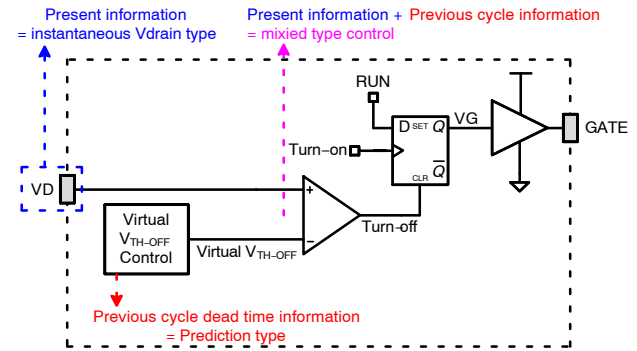 Present information
= instantaneous Vdrain type
Present information + Previous cycle information
= mixied type control
RUN
D SET Q
VG
GATE
Turn-on
Q
CLR
VD
+
Virtual
VTH-OFF
Control
Virtual VTH-OFF
−
Turn-off
Previous cycle dead time information
= Prediction type